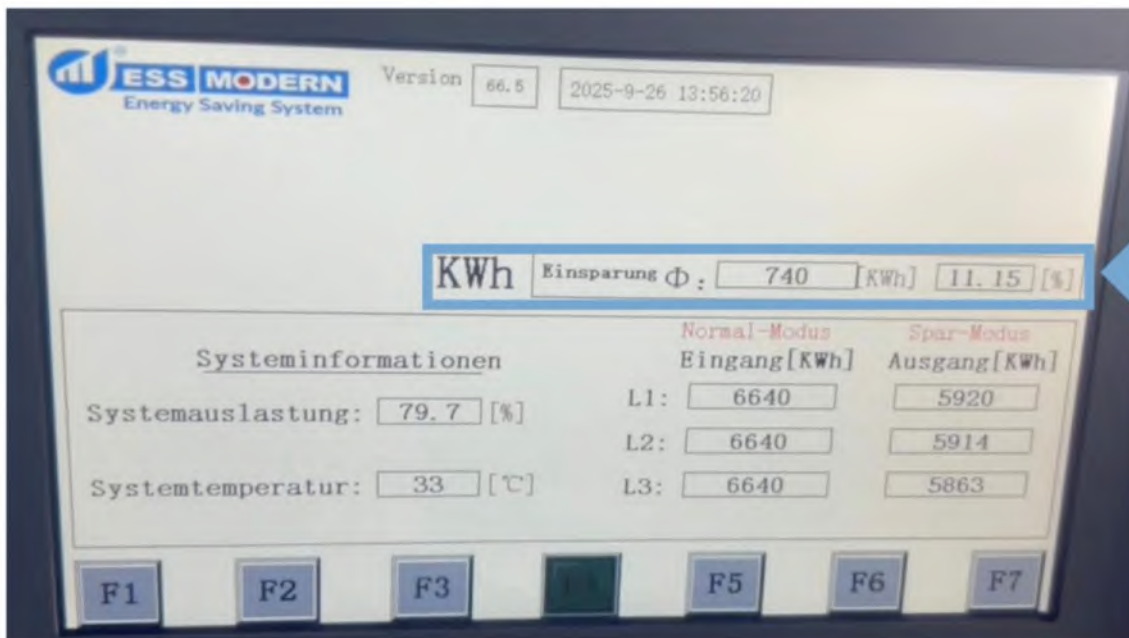 ESS MODERN ®
Energy Saving System
Version 66.5 2025-9-26 13:56:20
KWh Einsparung Φ: 740 [KWh] 11.15 [%]
Normal-Modus Spar-Modus
Systeminformationen Eingang[KWh] Ausgang[KWh]
L1: 6640 5920
Systemauslastung: 79.7 [%]
L2: 6640 5914
Systemtemperatur: 33 [℃] L3: 6640 5863
F1 F2 F3 F5 F6 F7